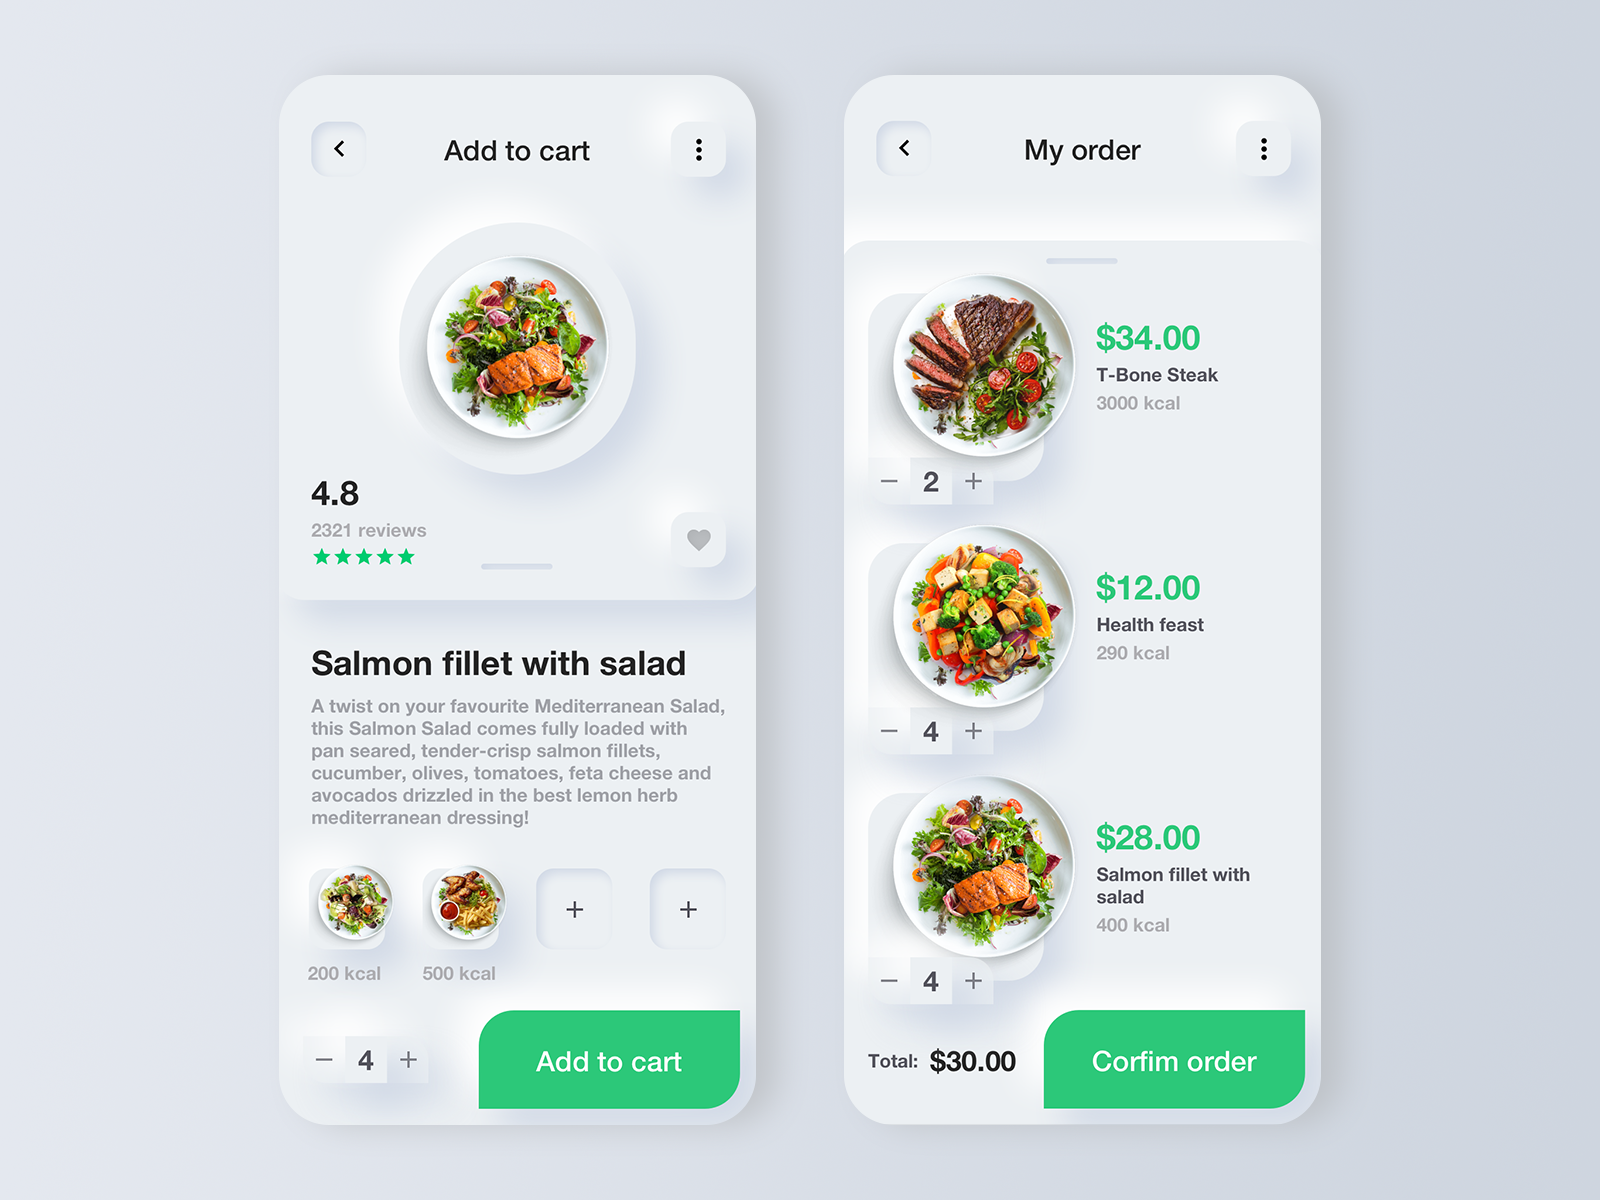 Add to cart
4.8
2321 reviews
Salmon fillet with salad
A twist on your favourite Mediterranean Salad,
this Salmon Salad comes fully loaded with
pan seared, tender-crisp salmon fillets,
cucumber, olives, tomatoes, feta cheese and
avocados drizzled in the best lemon herb
mediterranean dressing!
+ +
200 kcal 500 kcal
− 4 +
Add to cart
My order
$34.00
T-Bone Steak
3000 kcal
− 2 +
$12.00
Health feast
290 kcal
− 4 +
$28.00
Salmon fillet with
salad
400 kcal
− 4 +
Total: $30.00
Corfim order